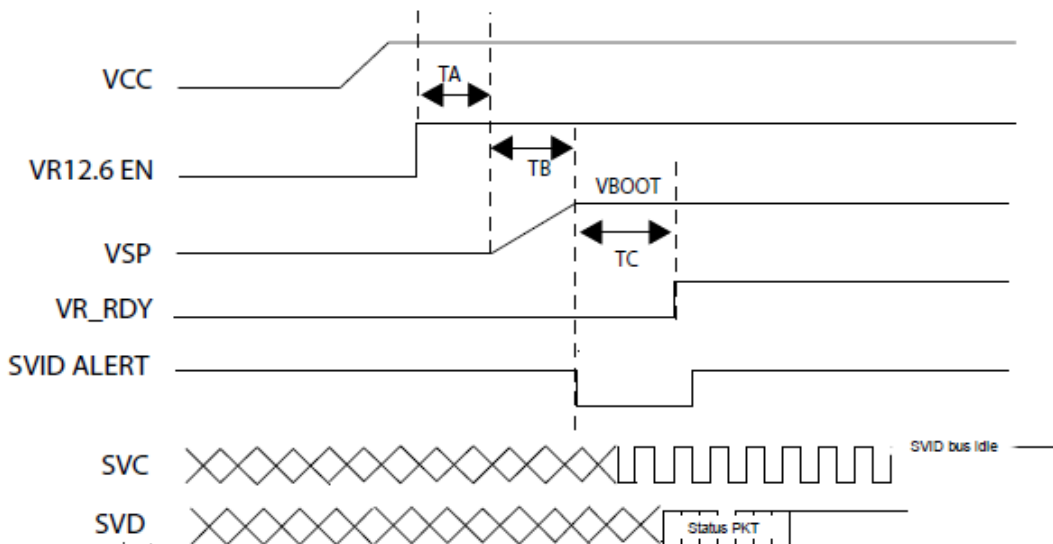 VCC
TA
VR12.6 EN
TB
VBOOT
VSP
TC
VR_RDY
SVID ALERT
SVC
SVID bus Idle
SVD
Status PKT